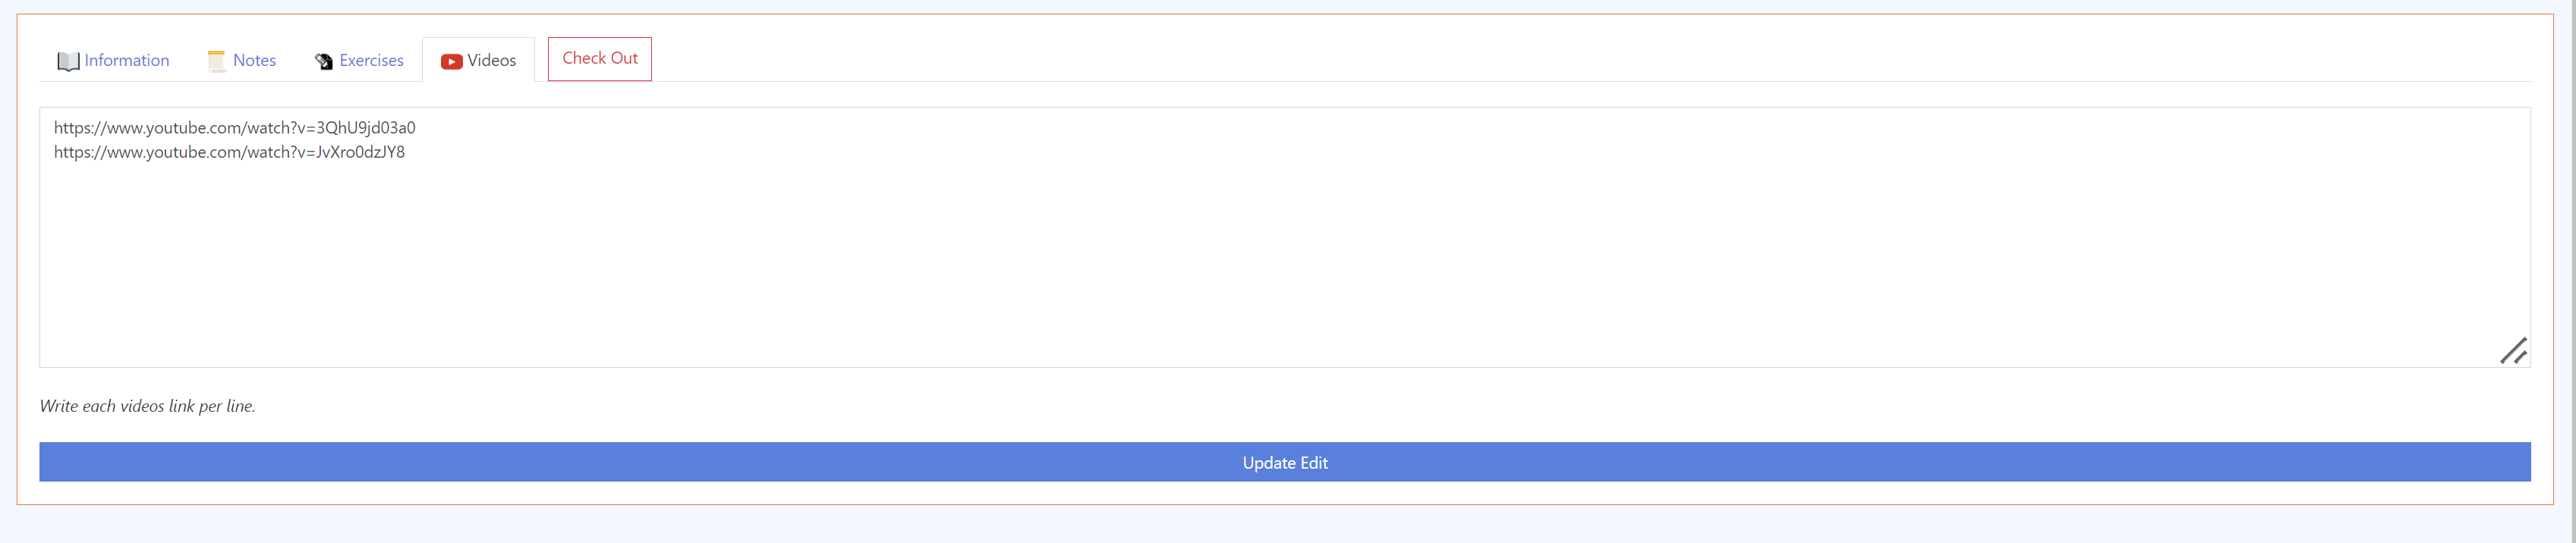 Information Notes Exercises Videos Check Out
https://www.youtube.com/watch?v=3QhU9jd03a0
https://www.youtube.com/watch?v=JvXro0dzJY8
Write each videos link per line.
Update Edit